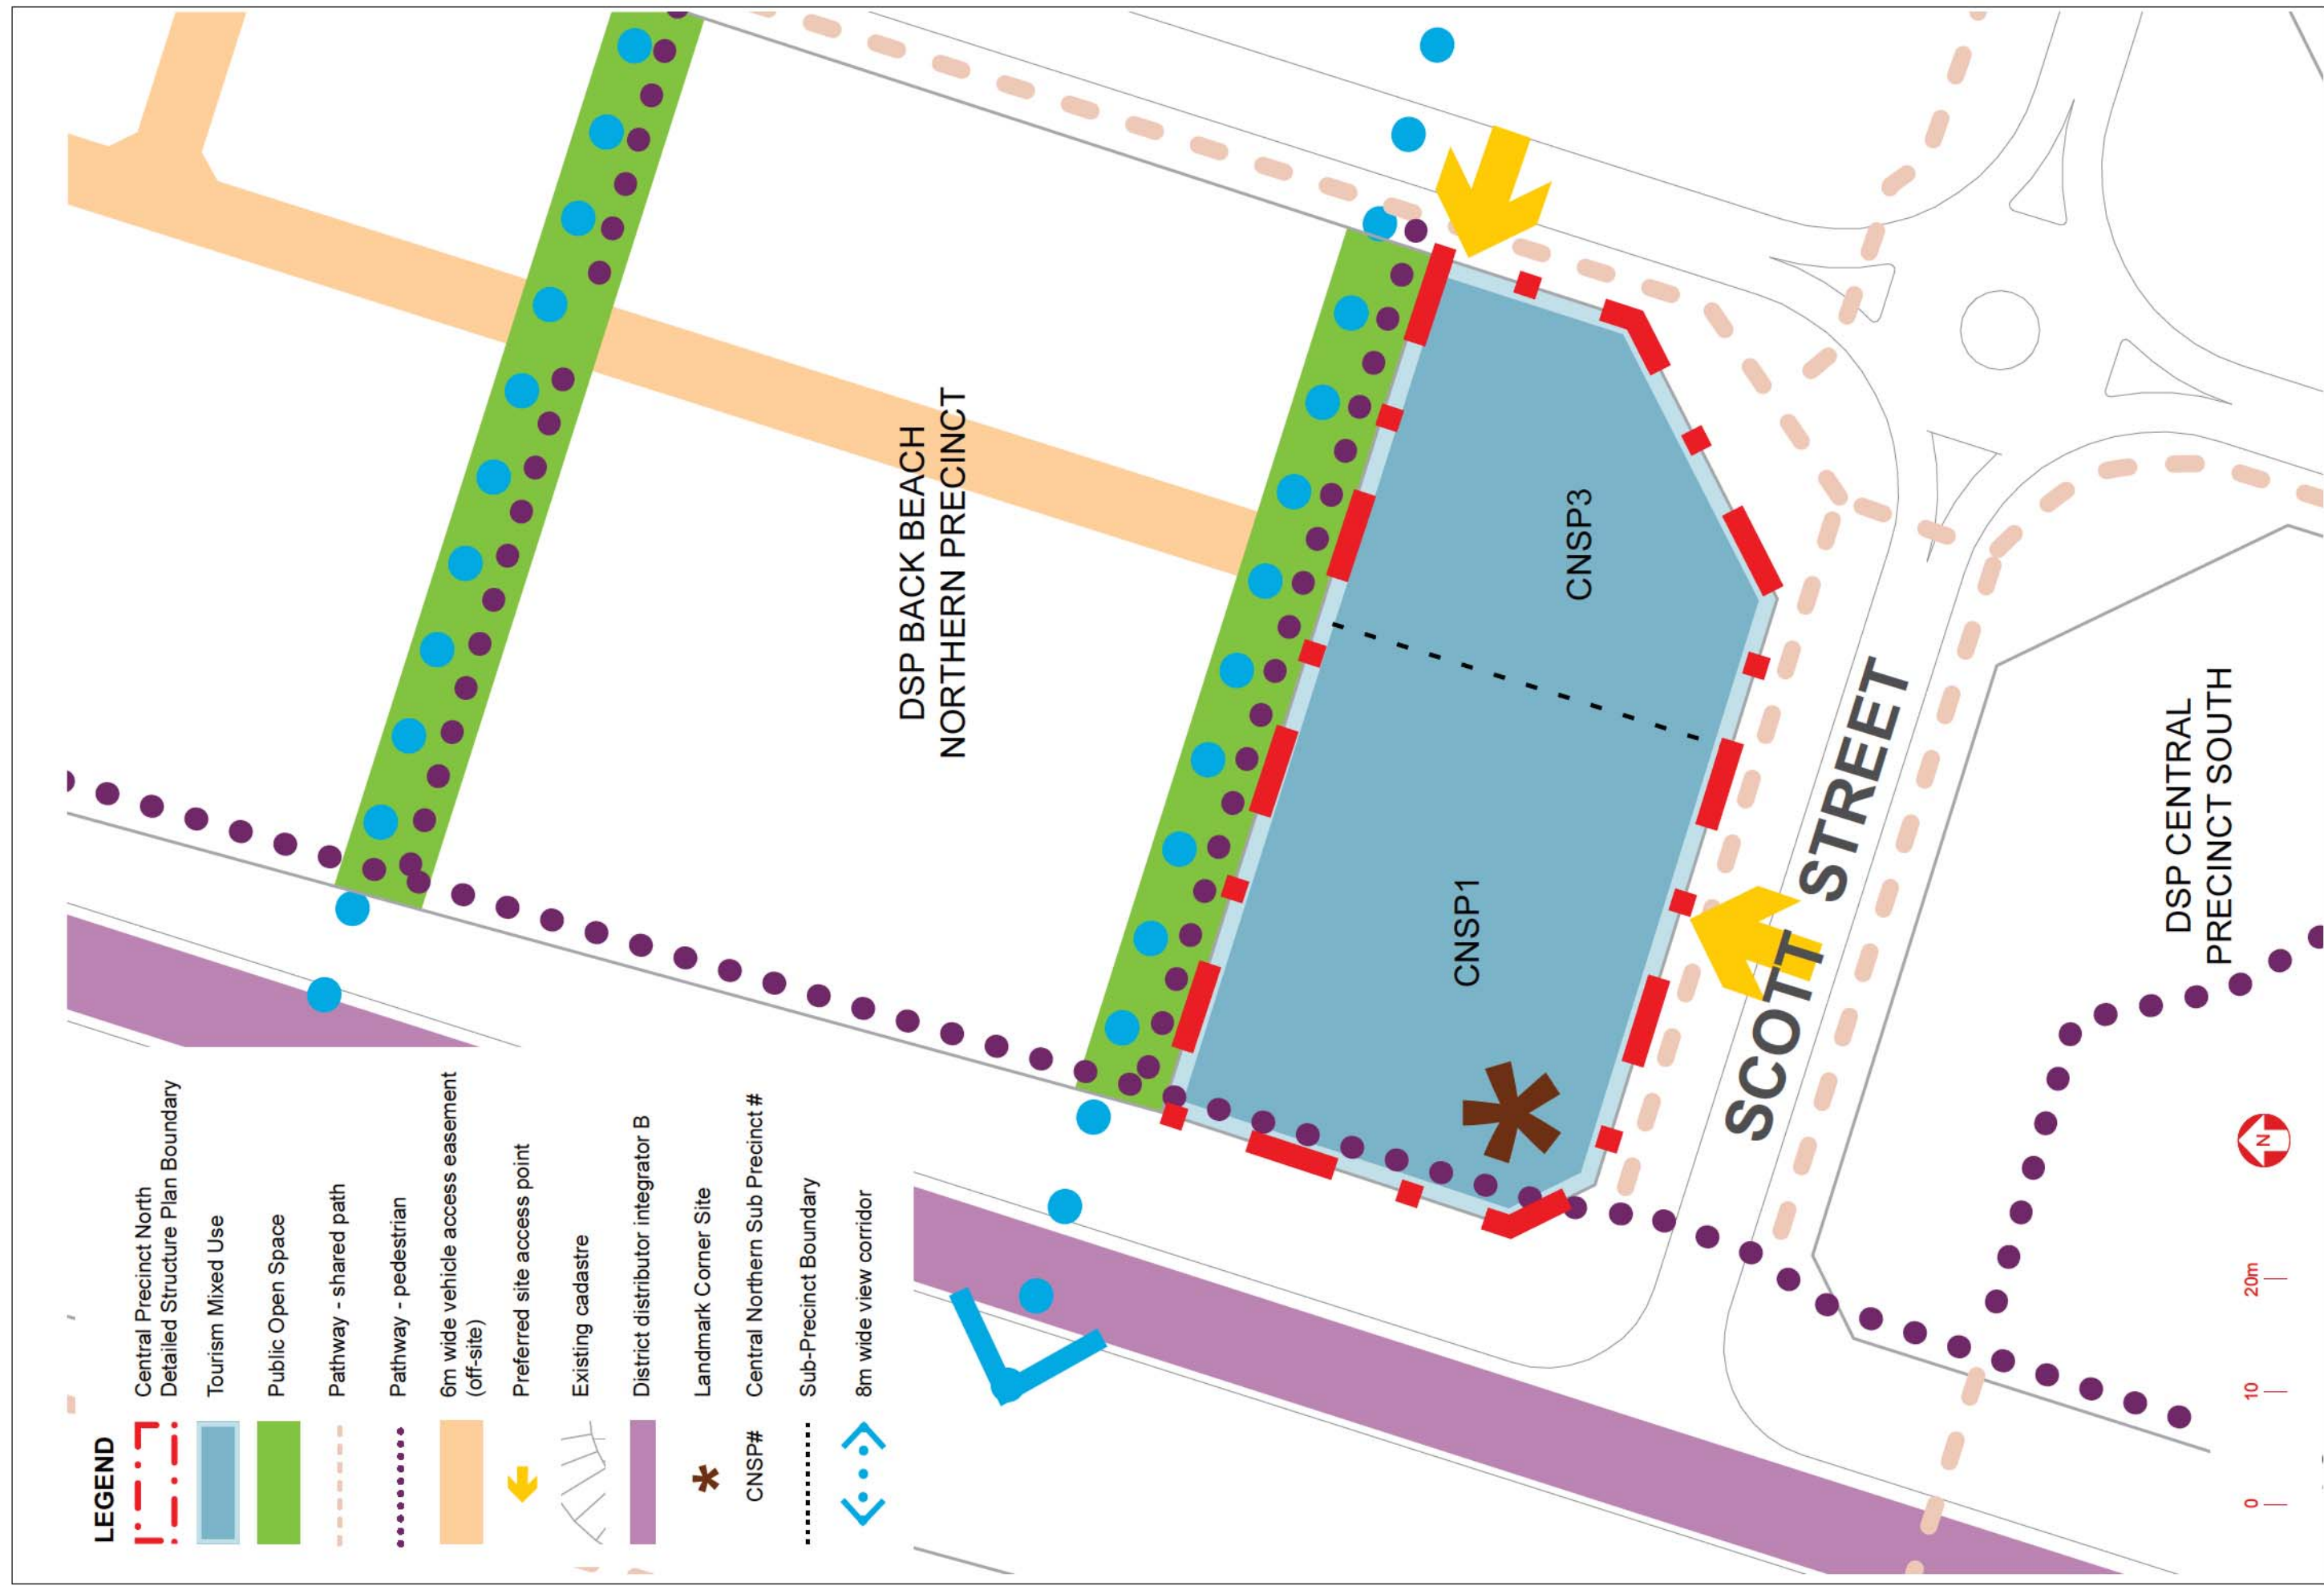 LEGEND
Central Precinct North
Detailed Structure Plan Boundary
Tourism Mixed Use
Public Open Space
Pathway - shared path
Pathway - pedestrian
6m wide vehicle access easement
(off-site)
Preferred site access point
Existing cadastre
District distributor integrator B
Landmark Corner Site
CNSP# Central Northern Sub Precinct #
Sub-Precinct Boundary
8m wide view corridor
DSP BACK BEACH
NORTHERN PRECINCT
CNSP1
CNSP3
SCOTT STREET
DSP CENTRAL
PRECINCT SOUTH
N
0 10 20m